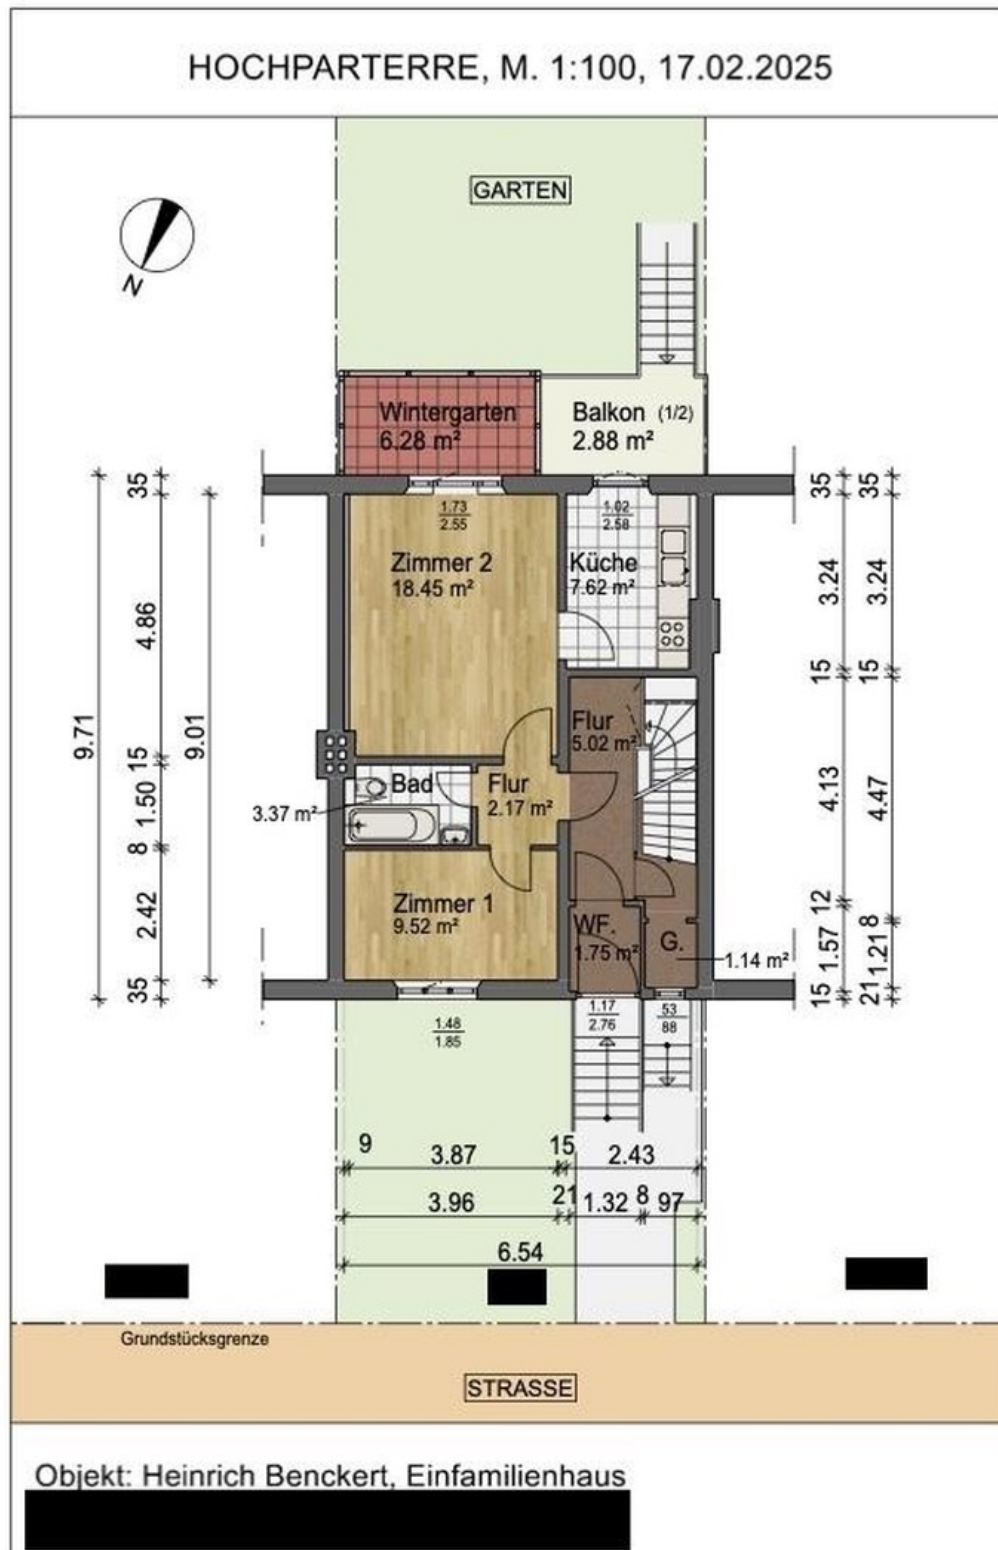 HOCHPARTERRE, M. 1:100, 17.02.2025
GARTEN
N
Wintergarten
6.28 m²
Balkon (1/2)
2.88 m²
35
35
35
1.73
2.55
1.02
2.58
Zimmer 2
18.45 m²
Küche
7.62 m²
4.86
3.24
3.24
9.71
9.01
15
15
15
Flur
5.02 m²
Bad
Flur
2.17 m²
3.37 m²
1.50
4.13
4.47
8
Zimmer 1
9.52 m²
2.42
12
WF.
1.75 m²
G.
1.14 m²
1.57
8
1.21
35
15
21
1.48
1.85
1.17
2.76
53
88
9
3.87
15
2.43
3.96
21
1.32
8
97
6.54
Grundstücksgrenze
STRASSE
Objekt: Heinrich Benckert, Einfamilienhaus